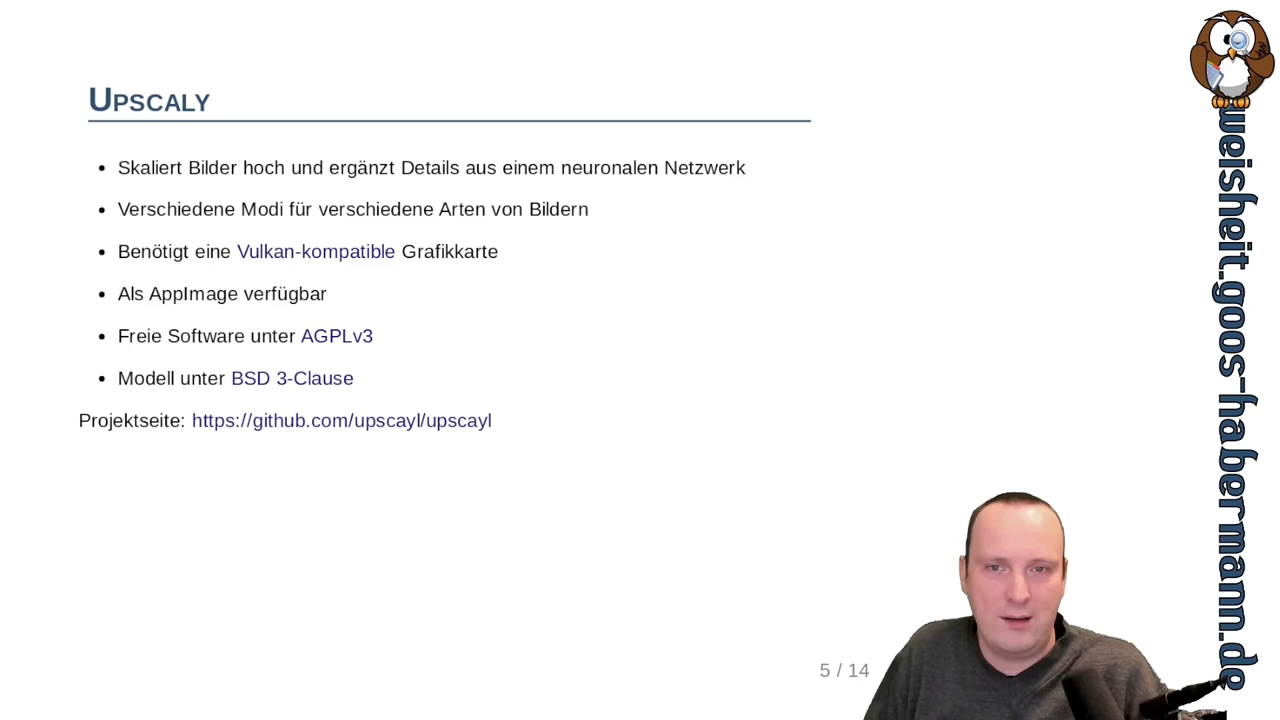 UPSCALY
Skaliert Bilder hoch und ergänzt Details aus einem neuronalen Netzwerk
Verschiedene Modi für verschiedene Arten von Bildern
Benötigt eine Vulkan-kompatible Grafikkarte
Als AppImage verfügbar
Freie Software unter AGPLv3
Modell unter BSD 3-Clause
Projektseite: https://github.com/upscayl/upscayl
5 / 14
weisheit.goos-habermann.de